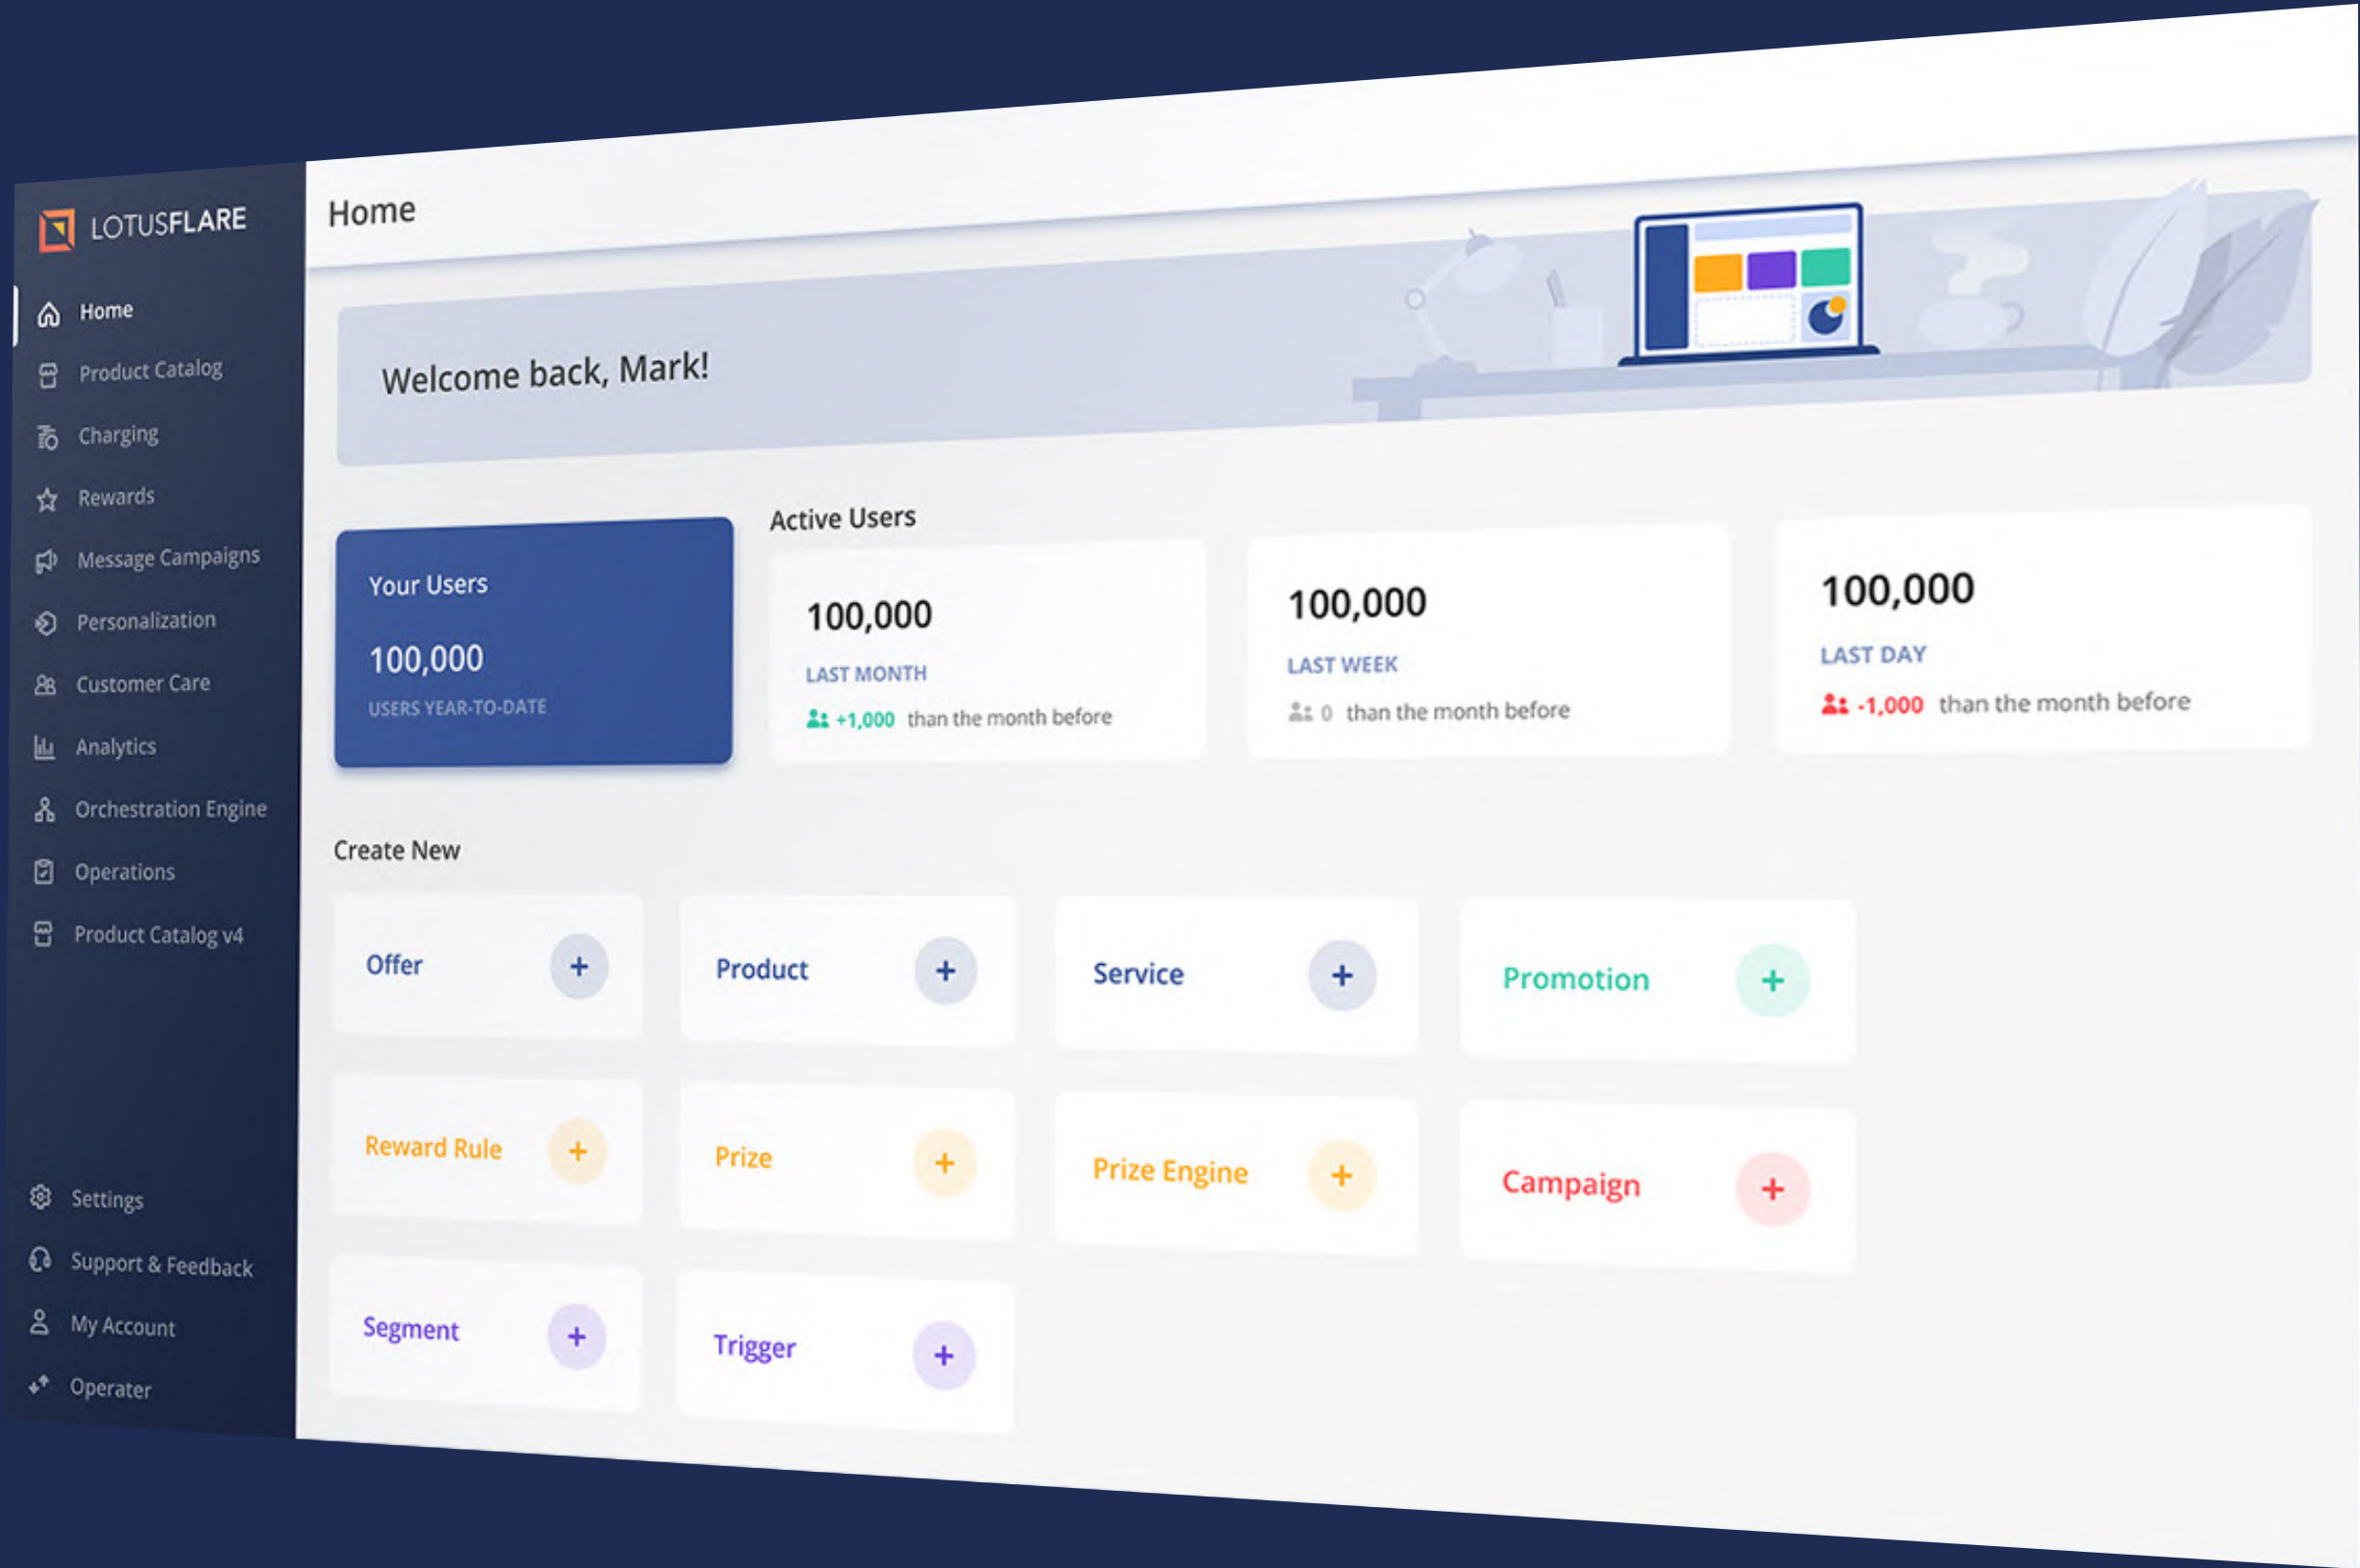 LOTUSFLARE
Home
Product Catalog
Charging
Rewards
Message Campaigns
Personalization
Customer Care
Analytics
Orchestration Engine
Operations
Product Catalog v4
Settings
Support & Feedback
My Account
Operater
Home
Welcome back, Mark!
Your Users
100,000
USERS YEAR-TO-DATE
Active Users
100,000
LAST MONTH
+1,000 than the month before
100,000
LAST WEEK
0 than the month before
100,000
LAST DAY
-1,000 than the month before
Create New
Offer +
Product +
Service +
Promotion +
Reward Rule +
Prize +
Prize Engine +
Campaign +
Segment +
Trigger +